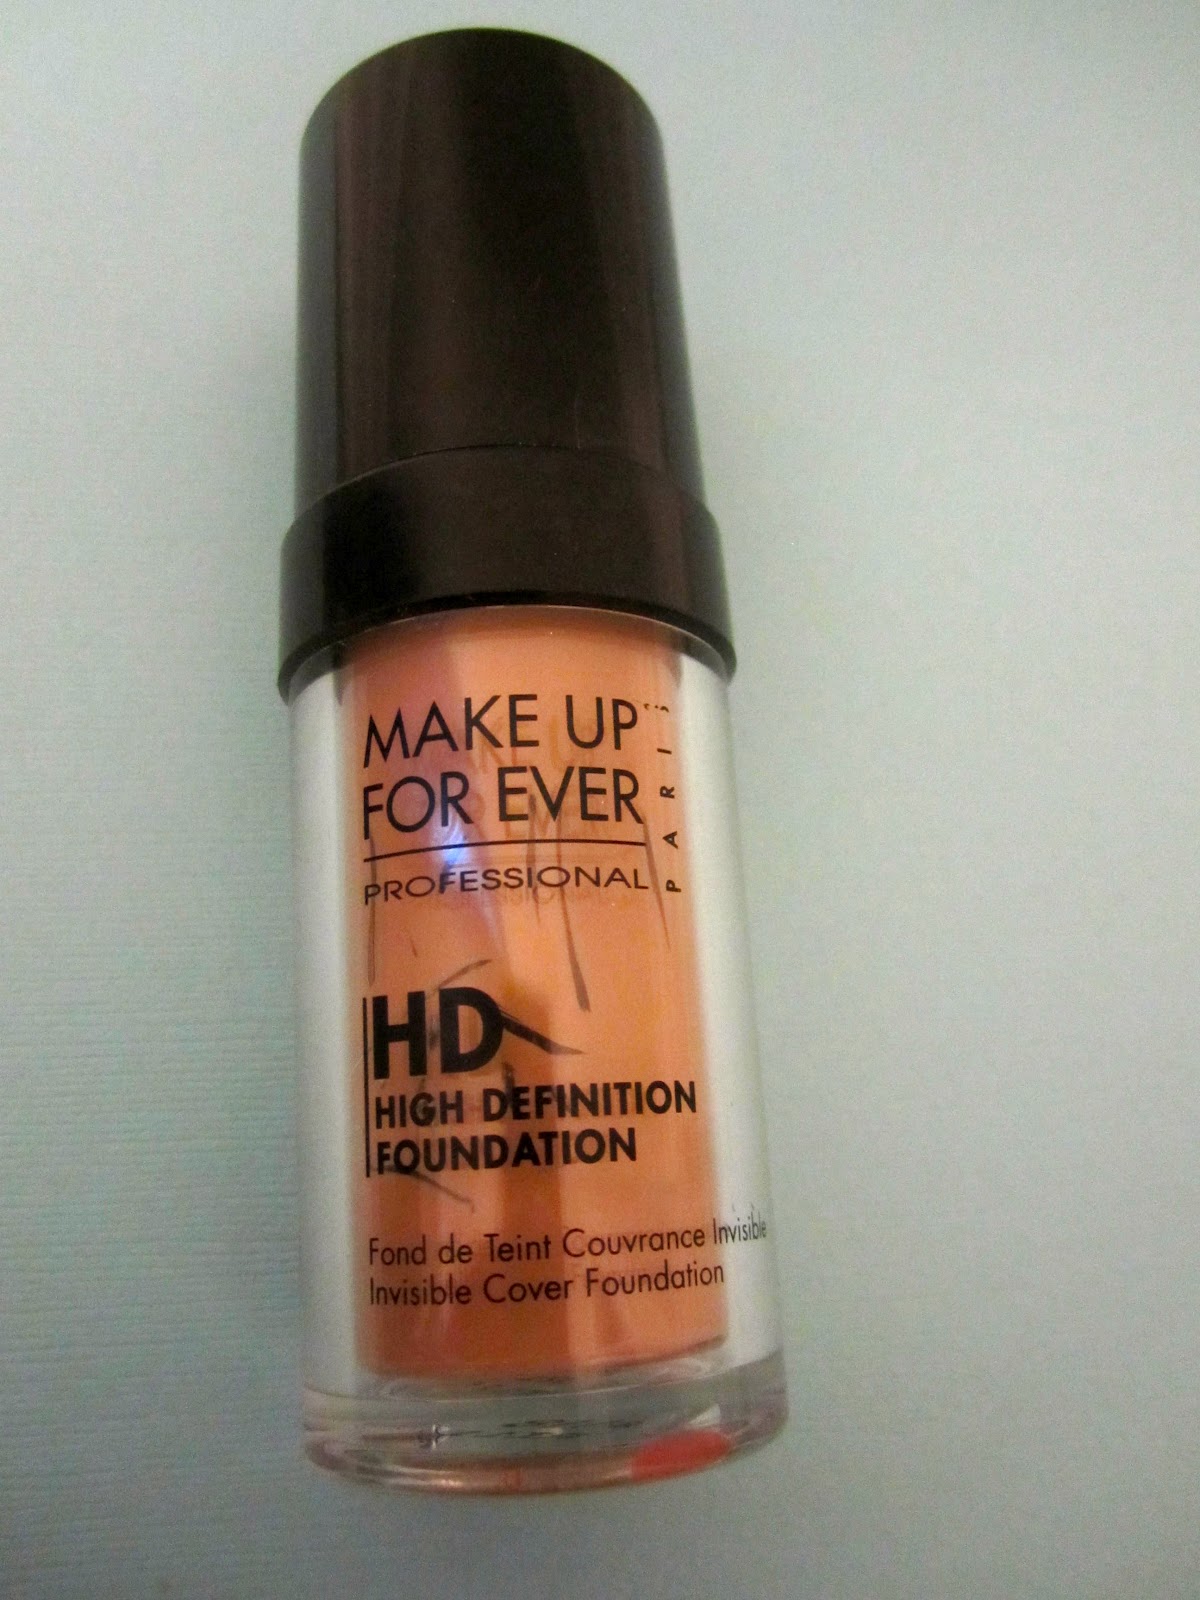 MAKE UP
FOR EVER
PROFESSIONAL
PARIS
HD
HIGH DEFINITION
FOUNDATION
Fond de Teint Couvrance Invisible
Invisible Cover Foundation